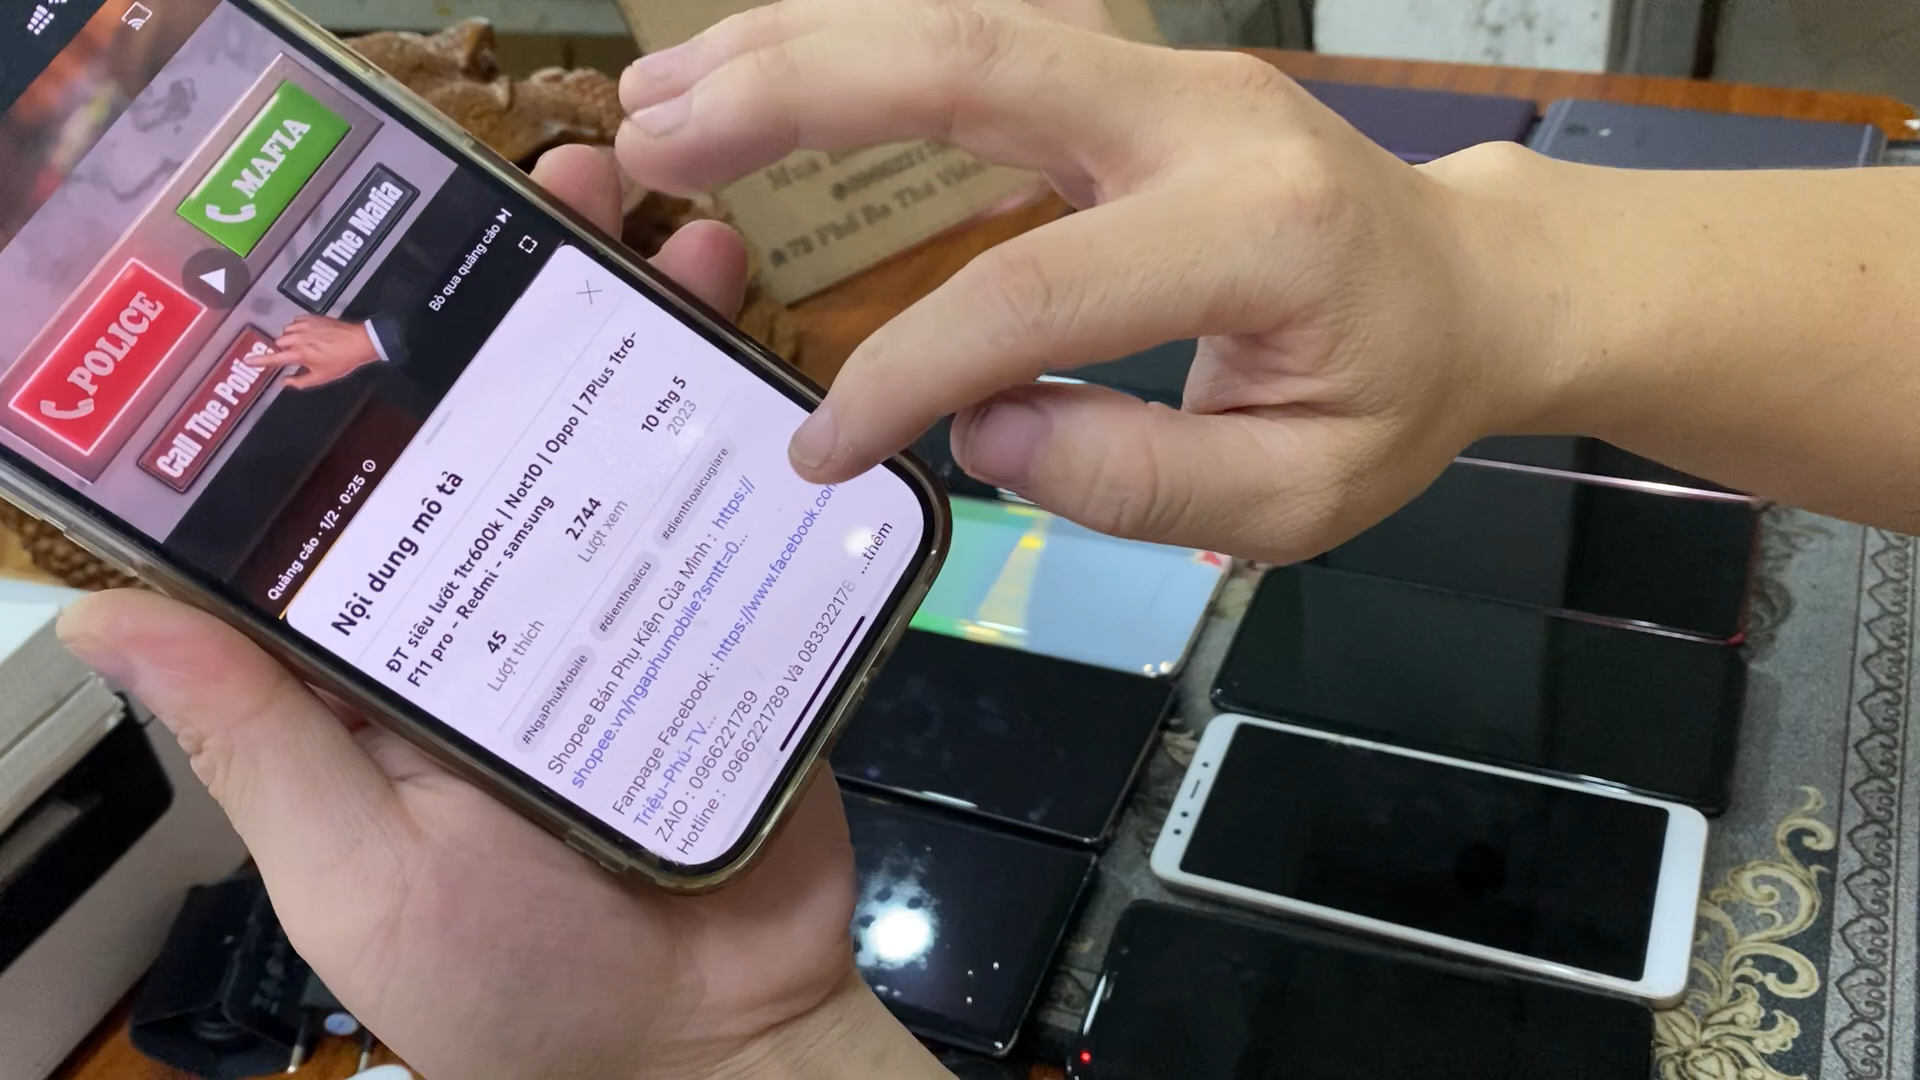 MAFIA
POLICE
Call The Mafia
Call The Police
Bỏ qua quảng cáo
Quảng cáo · 1/2 · 0:25
Nội dung mô tả
ĐT siêu lướt 1tr600k | Not10 | Oppo | 7Plus 1tr6-
F11 pro - Redmi - samsung
45
Lượt thích
2.744
Lượt xem
10 thg 5
2023
#NgaPhúMobile
#dienthoaicu
#dienthoaicugiare
Shopee Bán Phụ Kiện Của Mình : https://
shopee.vn/ngaphumobile?smtt=0...
Fanpage Facebook : https://www.facebook.com
Triệu-Phú-TV...
ZAlO : 0966221789
Hotline : 0966221789 Và 083322178
...thêm